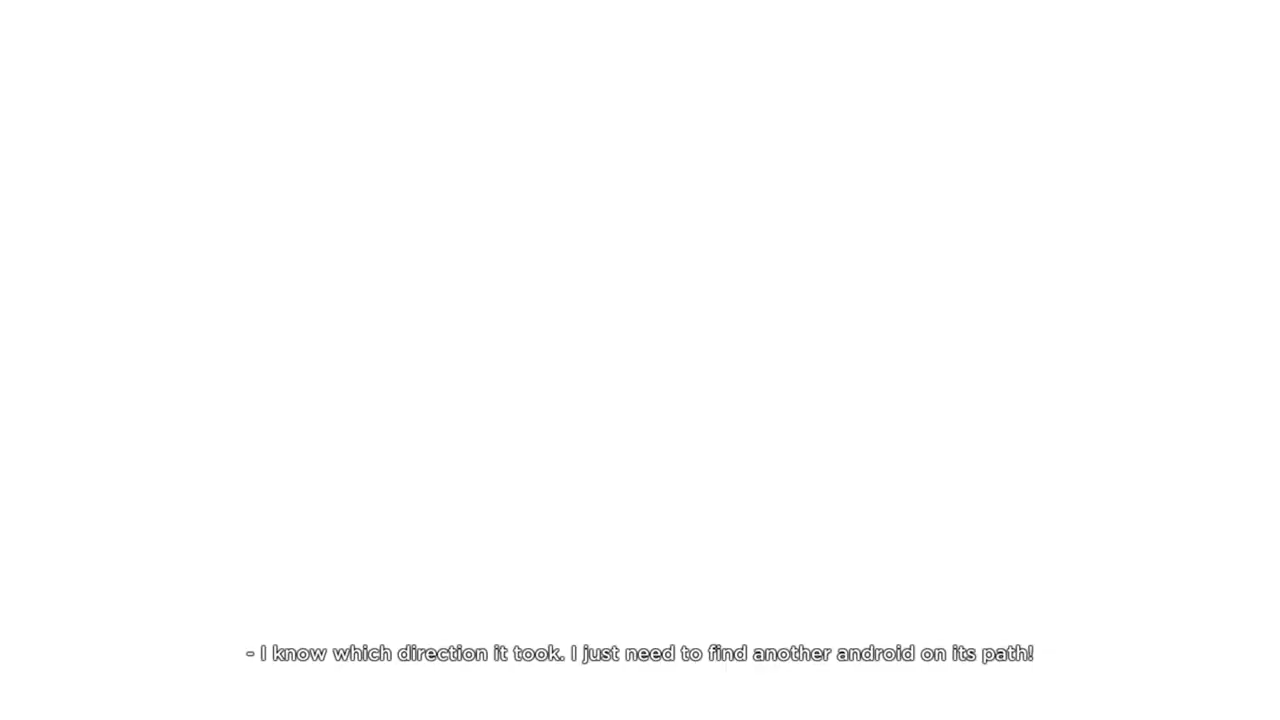 - I know which direction it took. I just need to find another android on its path!